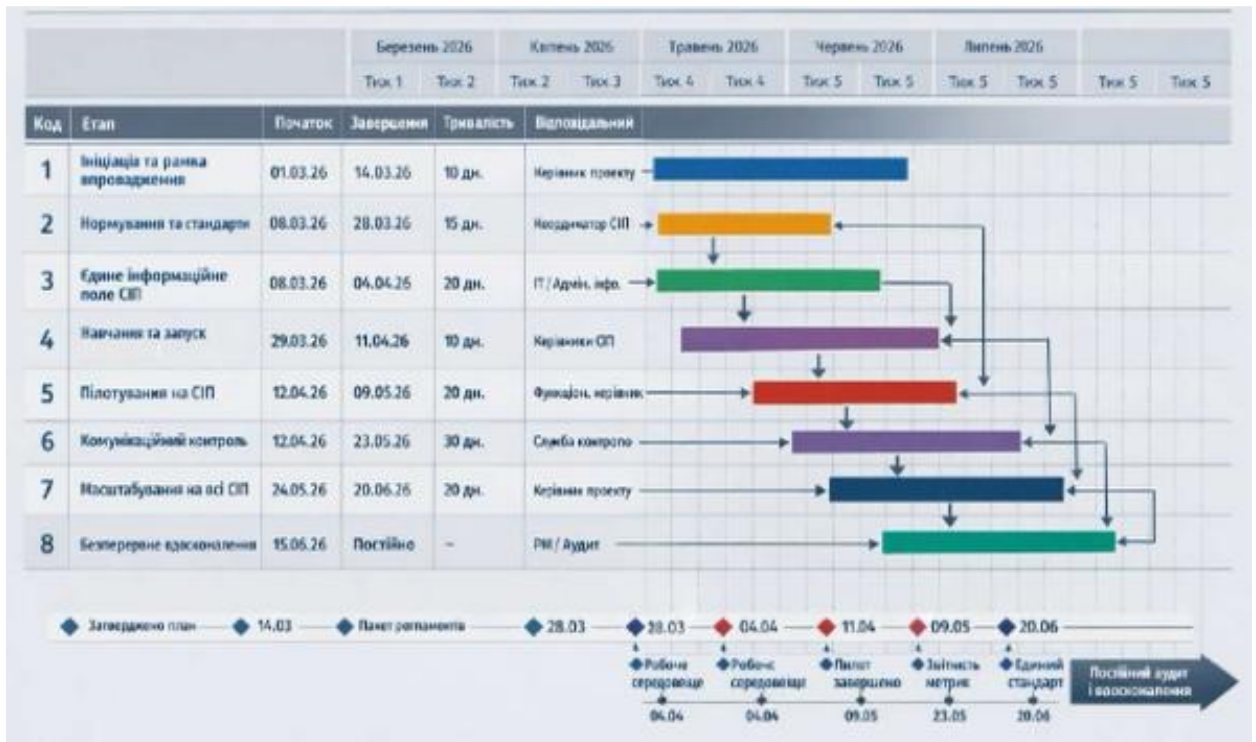 Березень 2026 Квітень 2026 Травень 2026 Червень 2026 Липень 2026
Тиж 1 Тиж 2 Тиж 2 Тиж 3 Тиж 4 Тиж 4 Тиж 5 Тиж 5 Тиж 5 Тиж 5 Тиж 5 Тиж 5
Код Етап Початок Завершення Тривалість Відповідальний
1 Ініціація та рамка впровадження 01.03.26 14.03.26 10 дн. Керівник проекту
2 Нормування та стандарти 08.03.26 28.03.26 15 дн. Координатор СІП
3 Єдине інформаційне поле СІП 08.03.26 04.04.26 20 дн. ІТ / Адмін. інфо.
4 Навчання та запуск 29.03.26 11.04.26 10 дн. Керівники
5 Пілотування на СІП 12.04.26 09.05.26 20 дн. Функціон. керівник
6 Комунікаційний контроль 12.04.26 23.05.26 30 дн. Служба контролю
7 Масштабування на всі СІП 24.05.26 20.06.26 20 дн. Керівник проекту
8 Безперервне вдосконалення 15.06.26 Постійно – РМ / Аудит
Затверджено план 14.03 Пакет регламентів 28.03 28.03 04.04 11.04 09.05 20.06
Робоче середовище
Робоче середовище
Пилот завершено
Звітність метрик
Единий стандарт
Постійний аудит
і вдосконалення
04.04 04.04 09.05 23.05 20.06